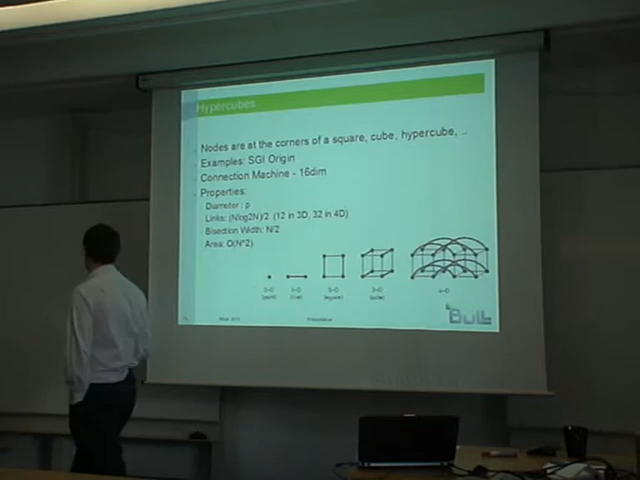 Hypercubes
Nodes are at the corners of a square, cube, hypercube, ..
Examples: SGI Origin
Connection Machine - 16dim
Properties:
Diameter : p
Links: (Nlog2N)/2 (12 in 3D, 32 in 4D)
Bisection Width: N/2
Area: O(N^2)
Bull